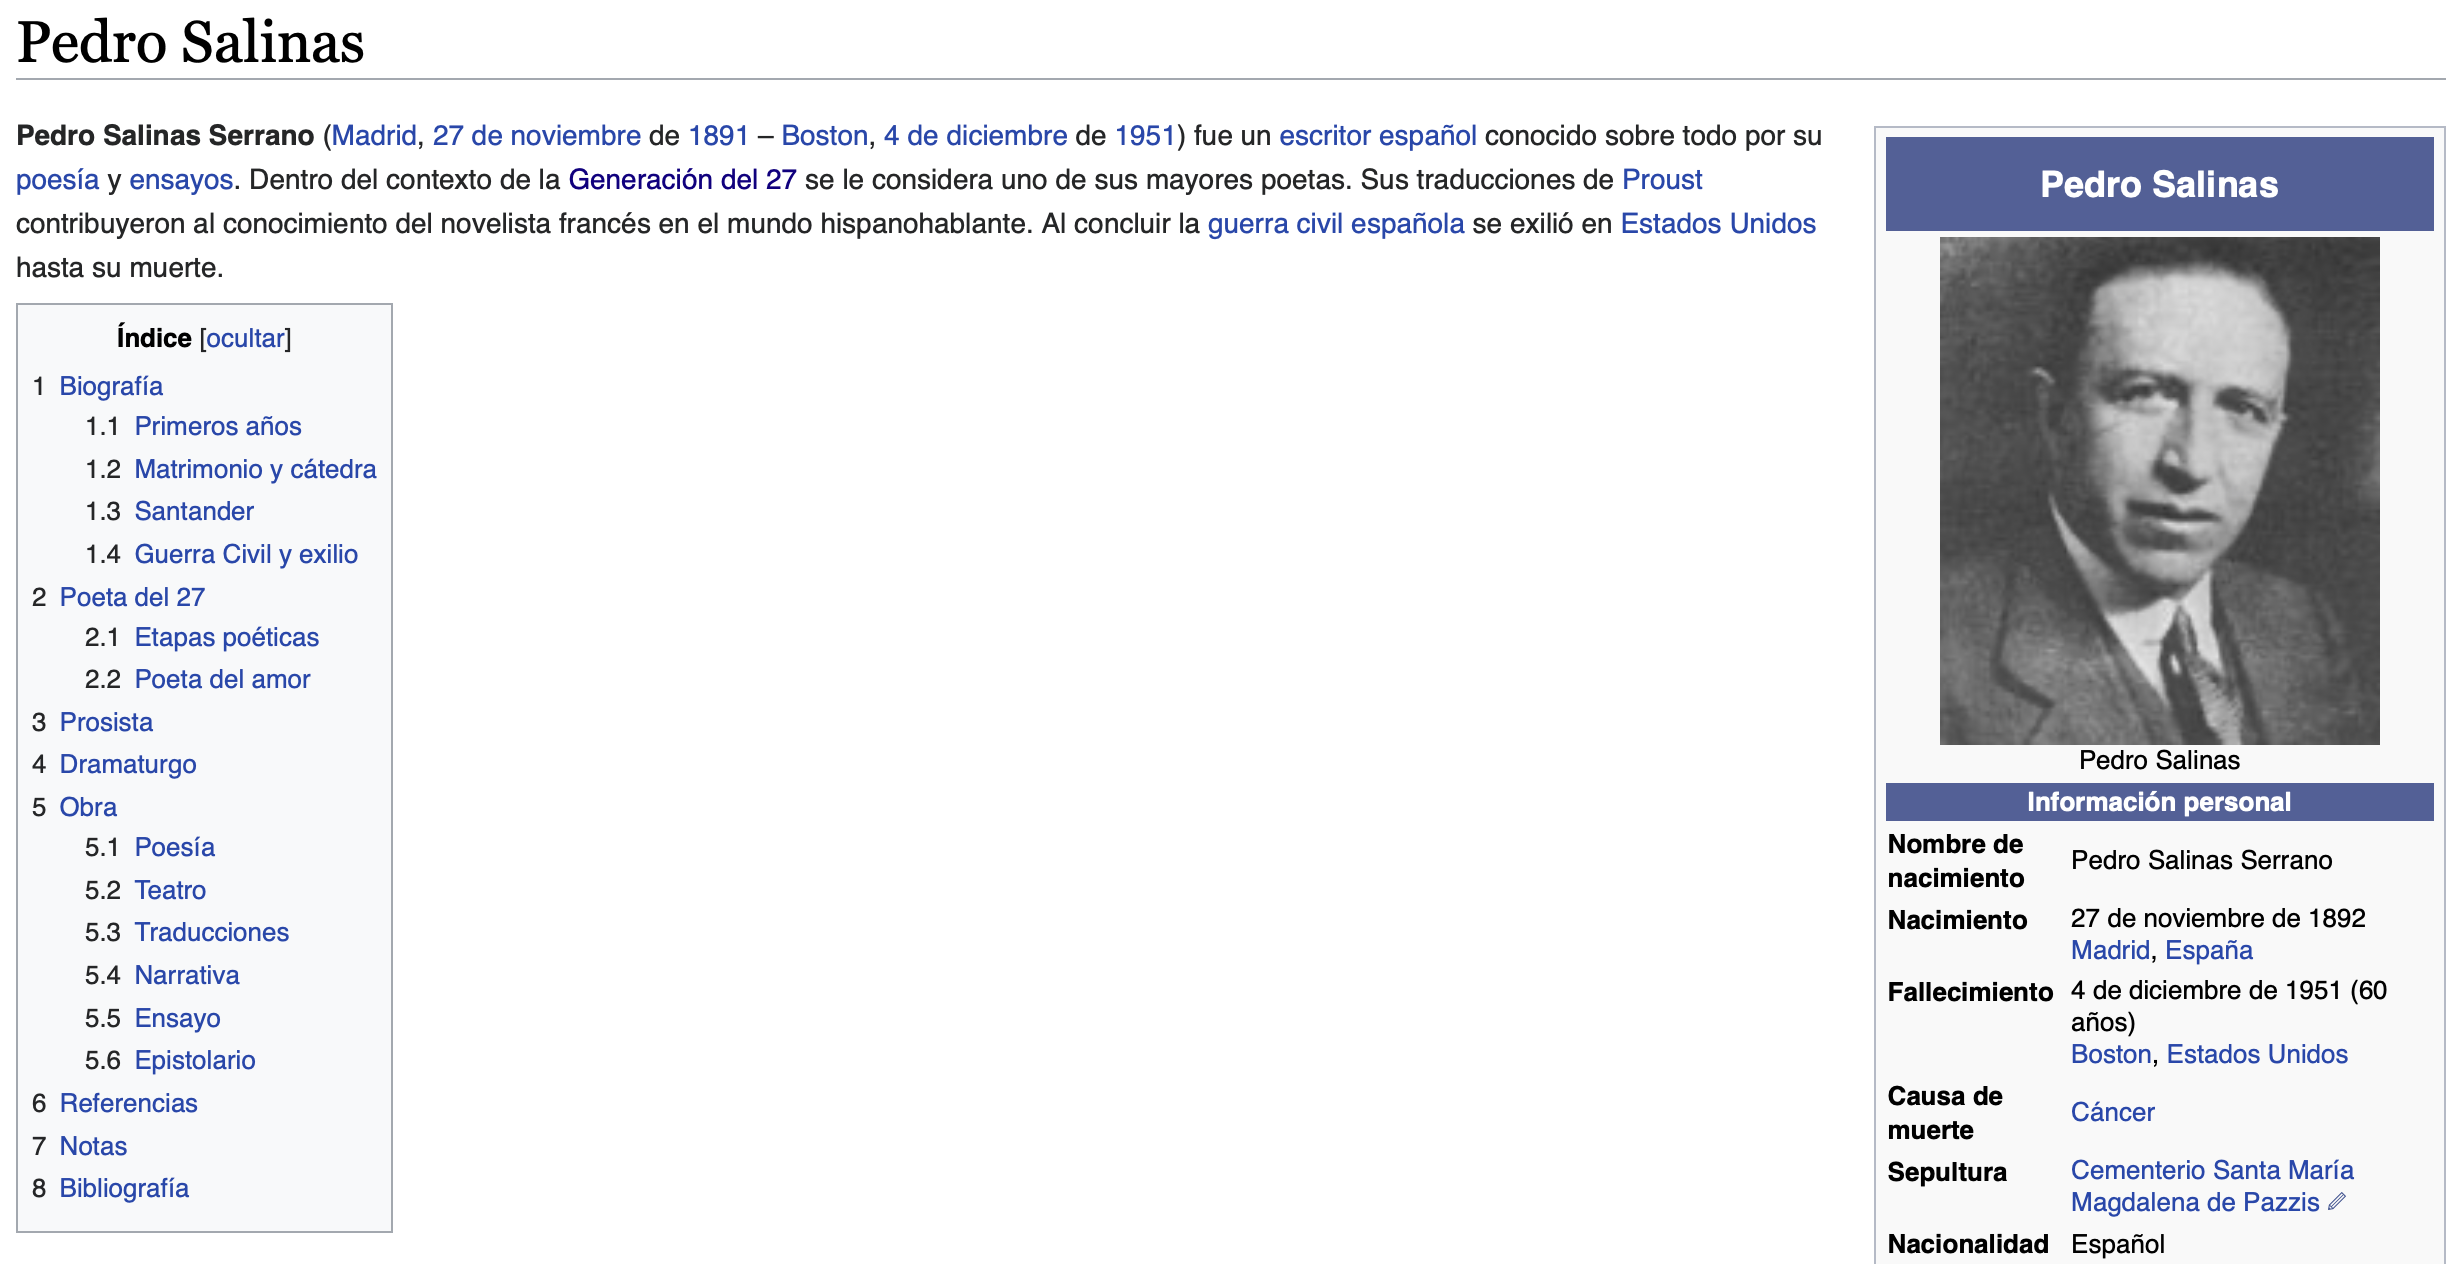 Pedro Salinas
Pedro Salinas Serrano (Madrid, 27 de noviembre de 1891 – Boston, 4 de diciembre de 1951) fue un escritor español conocido sobre todo por su
poesía y ensayos. Dentro del contexto de la Generación del 27 se le considera uno de sus mayores poetas. Sus traducciones de Proust
contribuyeron al conocimiento del novelista francés en el mundo hispanohablante. Al concluir la guerra civil española se exilió en Estados Unidos
hasta su muerte.
Índice [ocultar]
1 Biografía
1.1 Primeros años
1.2 Matrimonio y cátedra
1.3 Santander
1.4 Guerra Civil y exilio
2 Poeta del 27
2.1 Etapas poéticas
2.2 Poeta del amor
3 Prosista
4 Dramaturgo
5 Obra
5.1 Poesía
5.2 Teatro
5.3 Traducciones
5.4 Narrativa
5.5 Ensayo
5.6 Epistolario
6 Referencias
7 Notas
8 Bibliografía
Pedro Salinas
Pedro Salinas
Información personal
Nombre de
nacimiento
Pedro Salinas Serrano
Nacimiento 27 de noviembre de 1892
Madrid, España
Fallecimiento 4 de diciembre de 1951 (60
años)
Boston, Estados Unidos
Causa de
muerte
Cáncer
Sepultura Cementerio Santa María
Magdalena de Pazzis
Nacionalidad Español